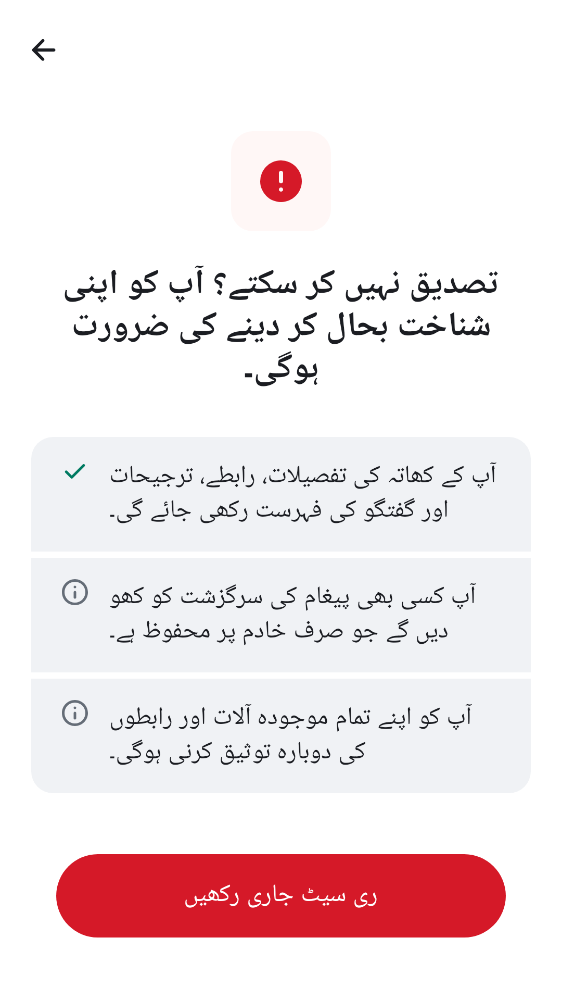 تصدیق نہیں کر سکتے؟ آپ کو اپنی
شناخت بحال کر دینے کی ضرورت
ہوگی۔
آپ کے کھاتہ کی تفصیلات، رابطے، ترجیحات
اور گفتگو کی فہرست رکھی جائے گی۔
آپ کسی بھی پیغام کی سرگزشت کو کھو
دیں گے جو صرف خادم پر محفوظ ہے۔
آپ کو اپنے تمام موجودہ آلات اور رابطوں
کی دوبارہ توثیق کرنی ہوگی۔
ری سیٹ جاری رکھیں